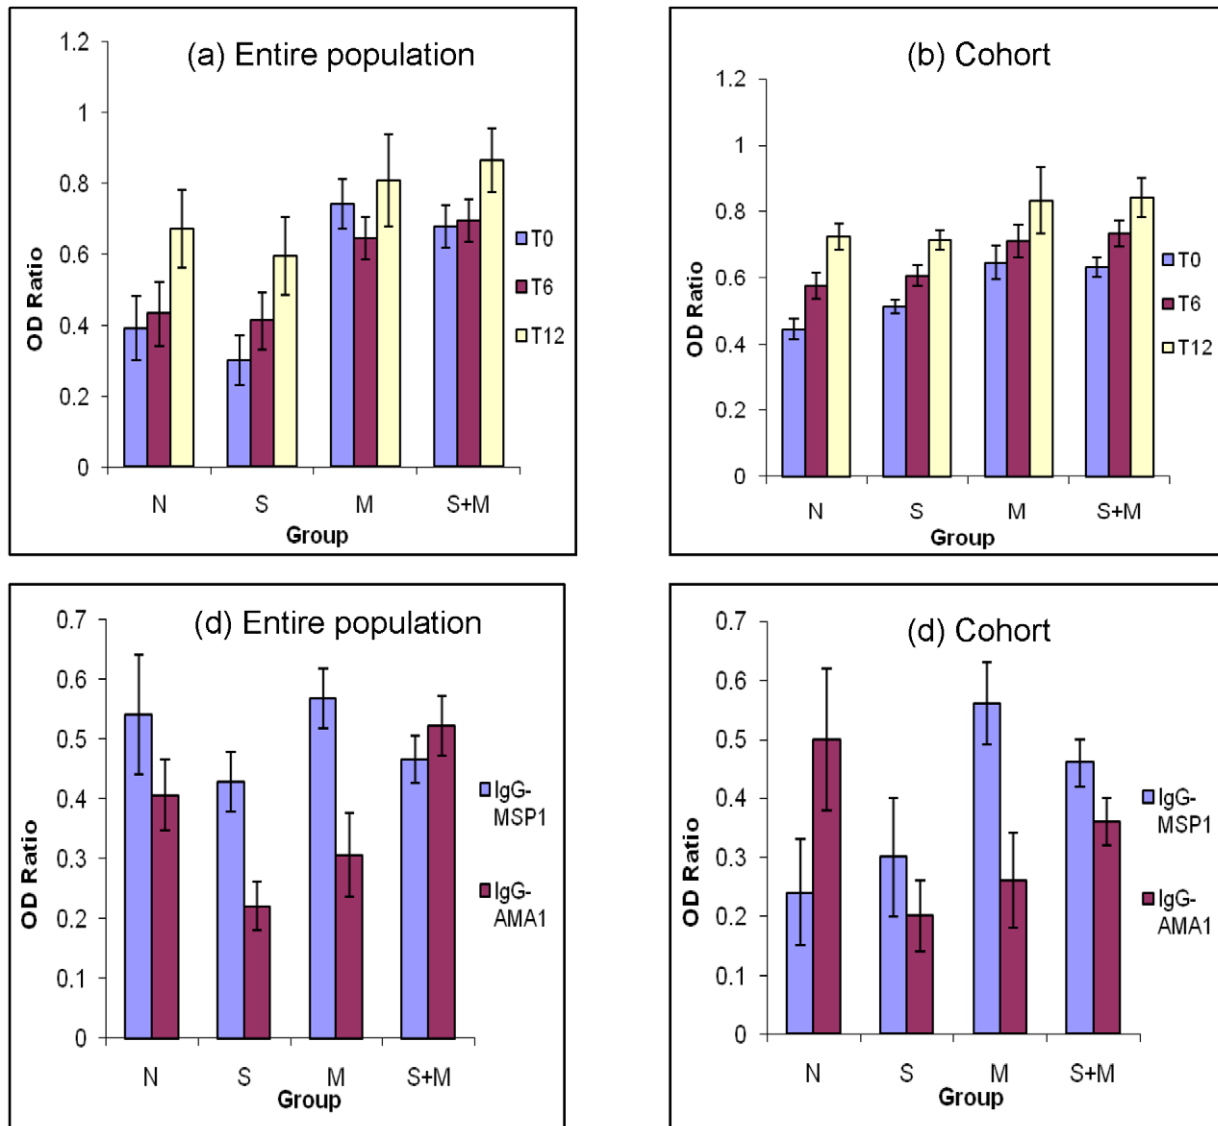 (a) Entire population
1.2
1
0.8
0.6
0.4
0.2
0
OD Ratio
N S M S+M
Group
T0
T6
T12
(b) Cohort
1.2
1
0.8
0.6
0.4
0.2
0
OD Ratio
N S M S+M
Group
T0
T6
T12
(d) Entire population
0.7
0.6
0.5
0.4
0.3
0.2
0.1
0
OD Ratio
N S M S+M
Group
IgG-
MSP1
IgG-
AMA1
(d) Cohort
0.7
0.6
0.5
0.4
0.3
0.2
0.1
0
OD Ratio
N S M S+M
Group
IgG-
MSP1
IgG-
AMA1